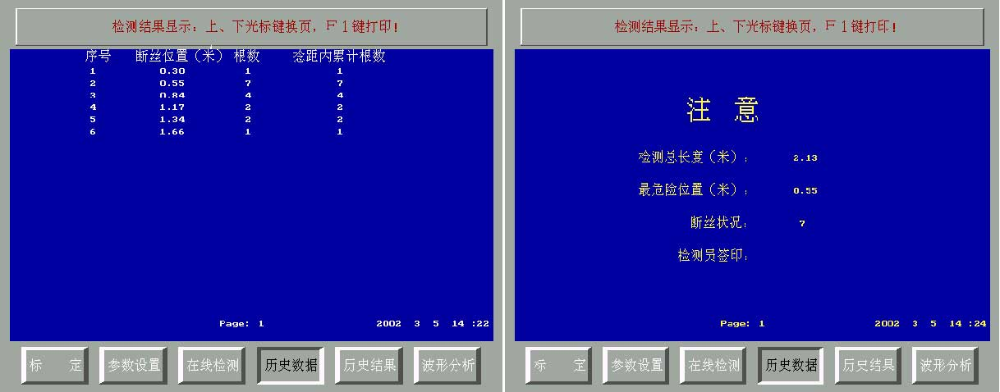 检测结果显示：上、下光标键换页，F1键打印!
序号 断丝位置（米） 根数 捻距内累计根数
1 0.30 1 1
2 0.55 7 7
3 0.84 4 4
4 1.17 2 2
5 1.34 2 2
6 1.66 1 1
Page: 1 2002 3 5 14 :22
标 定 参数设置 在线检测 历史数据 历史结果 波形分析
检测结果显示：上、下光标键换页，F1键打印!
注 意
检测总长度（米）： 2.13
最危险位置（米）： 0.55
断丝状况： 7
检测员签印：
Page: 1 2002 3 5 14 :24
标 定 参数设置 在线检测 历史数据 历史结果 波形分析